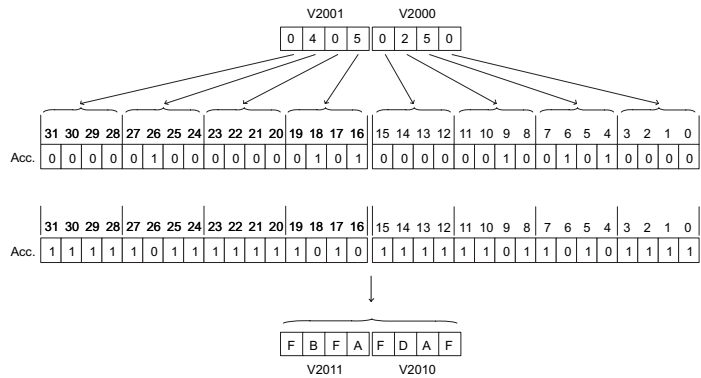 V2001 V2000
0 4 0 5 0 2 5 0
31 30 29 28 27 26 25 24 23 22 21 20 19 18 17 16 15 14 13 12 11 10 9 8 7 6 5 4 3 2 1 0
Acc. 0 0 0 0 0 1 0 0 0 0 0 0 0 1 0 1 0 0 0 0 0 0 1 0 0 1 0 1 0 0 0 0
31 30 29 28 27 26 25 24 23 22 21 20 19 18 17 16 15 14 13 12 11 10 9 8 7 6 5 4 3 2 1 0
Acc. 1 1 1 1 1 0 1 1 1 1 1 1 1 0 1 0 1 1 1 1 1 1 0 1 1 0 1 0 1 1 1 1
F B F A F D A F
V2011 V2010